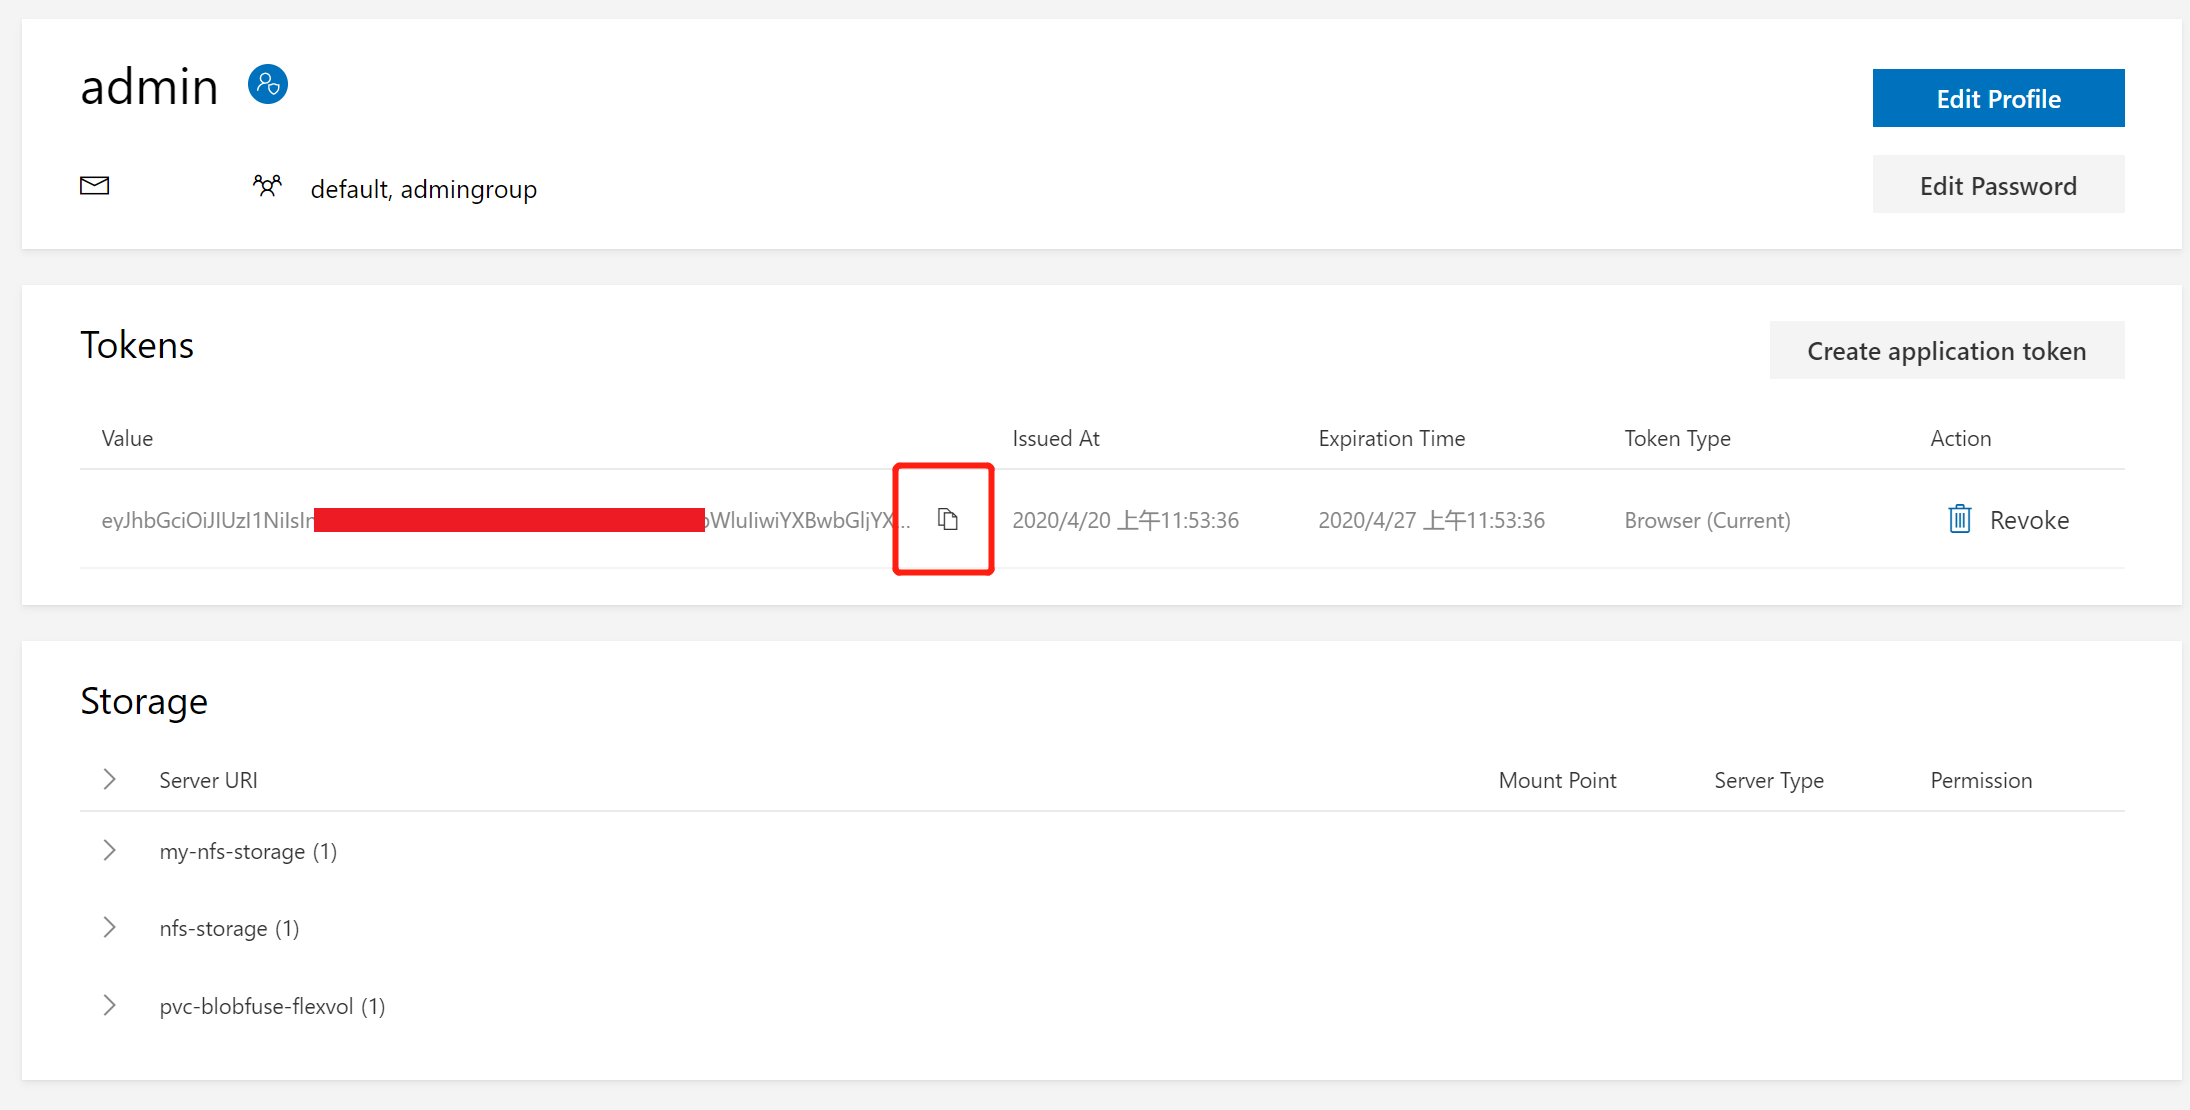 admin
Edit Profile
default, admingroup
Edit Password
Tokens
Create application token
Value Issued At Expiration Time Token Type Action
eyJhbGciOiJIUzI1NiIsIn WluIiwiYXBwbGljYX... 2020/4/20 上午11:53:36 2020/4/27 上午11:53:36 Browser (Current) Revoke
Storage
Server URI Mount Point Server Type Permission
my-nfs-storage (1)
nfs-storage (1)
pvc-blobfuse-flexvol (1)